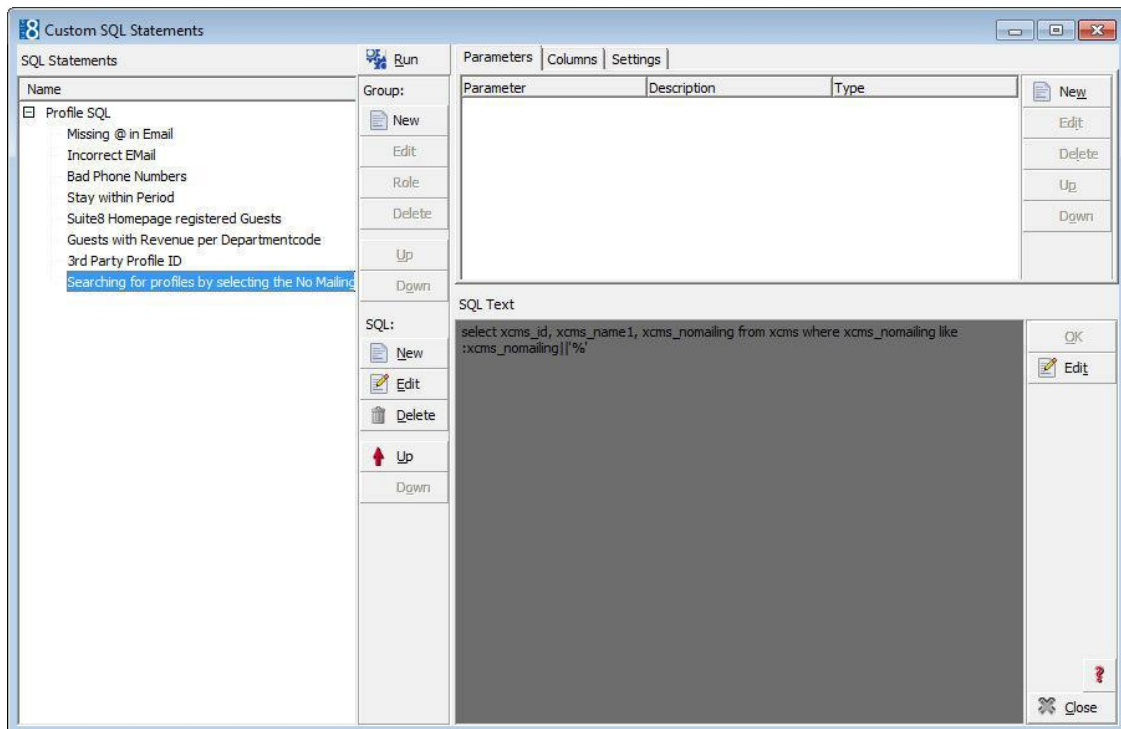 Custom SQL Statements
SQL Statements
Name
Profile SQL
Missing @ in Email
Incorrect EMail
Bad Phone Numbers
Stay within Period
Suite8 Homepage registered Guests
Guests with Revenue per Departmentcode
3rd Party Profile ID
Searching for profiles by selecting the No Mailing
Run
Group:
New
Edit
Role
Delete
Up
Down
SQL:
New
Edit
Delete
Up
Down
Parameters Columns Settings
Parameter Description Type
New
Edit
Delete
Up
Down
SQL Text
select xcms_id, xcms_name1, xcms_nomailing from xcms where xcms_nomailing like
:xcms_nomailing||'%'
OK
Edit
?
Close